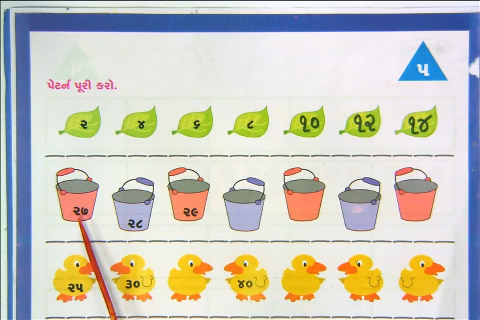 ૫
પેટર્ન પૂરી કરો.
૨ ૪ ૬ ૮ ૧૦ ૧૨ ૧૪
૨૭ ૨૮ ૨૯
૨૫ ૩૦ ૪૦